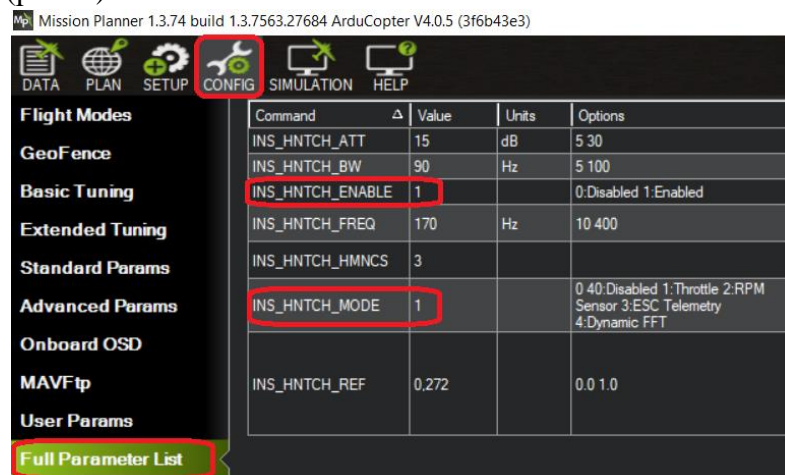 Mission Planner 1.3.74 build 1.3.7563.27684 ArduCopter V4.0.5 (3f6b43e3)
DATA PLAN SETUP CONFIG SIMULATION HELP
Flight Modes
GeoFence
Basic Tuning
Extended Tuning
Standard Params
Advanced Params
Onboard OSD
MAVFtp
User Params
Full Parameter List
Command Value Units Options
INS_HNTCH_ATT 15 dB 5 30
INS_HNTCH_BW 90 Hz 5 100
INS_HNTCH_ENABLE 1 0:Disabled 1:Enabled
INS_HNTCH_FREQ 170 Hz 10 400
INS_HNTCH_HMNCS 3
INS_HNTCH_MODE 1 0 40:Disabled 1:Throttle 2:RPM
Sensor 3:ESC Telemetry
4:Dynamic FFT
INS_HNTCH_REF 0,272 0.0 1.0